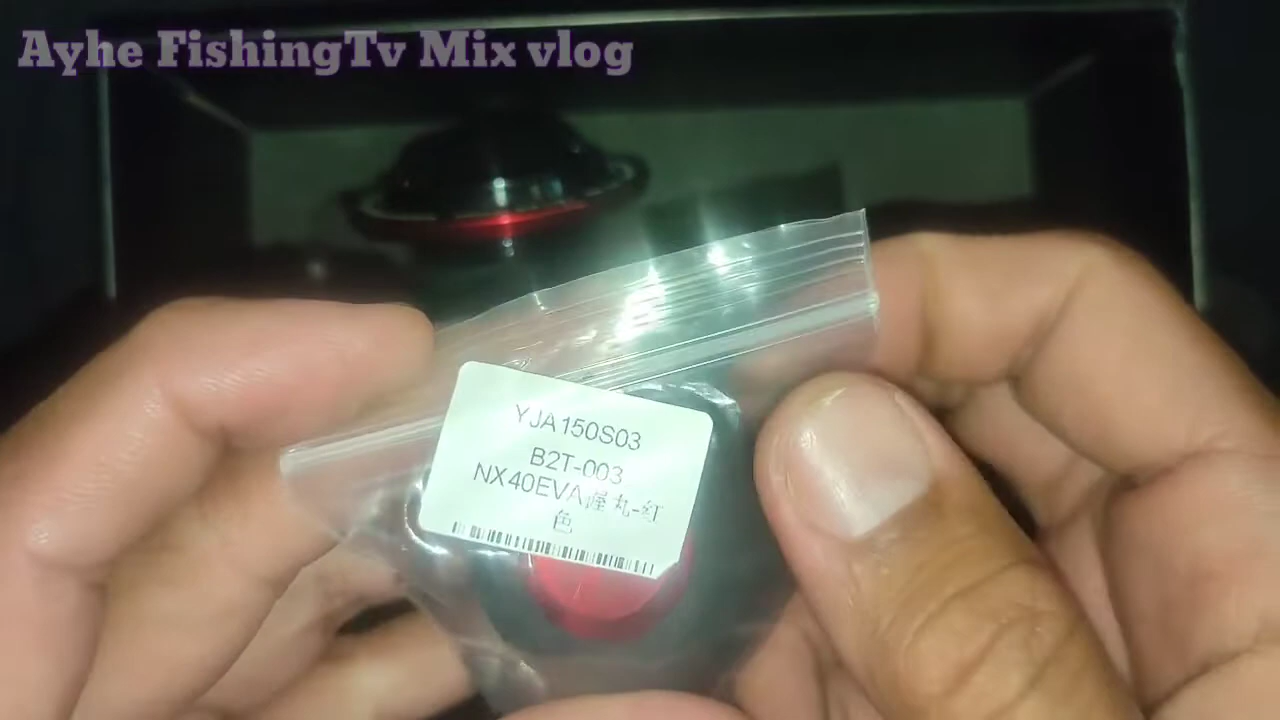 Ayhe FishingTv Mix vlog
YJA150S03
B2T-003
NX40EVA握丸-红
色